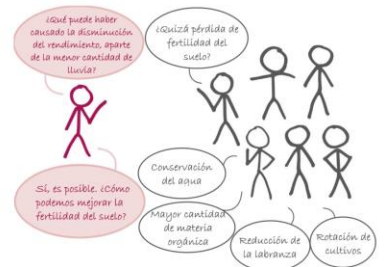 ¿Qué puede haber
causado la disminución
del rendimiento, aparte
de la menor cantidad de
lluvia?
¿Quizá pérdida de
fertilidad del
suelo?
Sí, es posible. ¿Cómo
podemos mejorar la
fertilidad del suelo?
Conservación
del agua
Mayor cantidad
de materia
orgánica
Reducción de
la labranza
Rotación de
cultivos